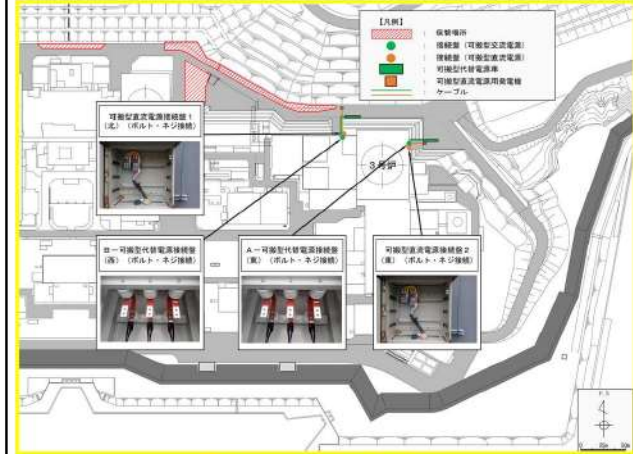 【凡例】
：保管場所
：接続盤（可搬型交流電源）
：接続盤（可搬型直流電源）
：可搬型代替電源車
：可搬型直流電源用発電機
：ケーブル
可搬型直流電源接続盤1
（北）（ボルト・ネジ接続）
3号炉
B－可搬型代替電源接続盤
（西）（ボルト・ネジ接続）
A－可搬型代替電源接続盤
（東）（ボルト・ネジ接続）
可搬型直流電源接続盤2
（東）（ボルト・ネジ接続）